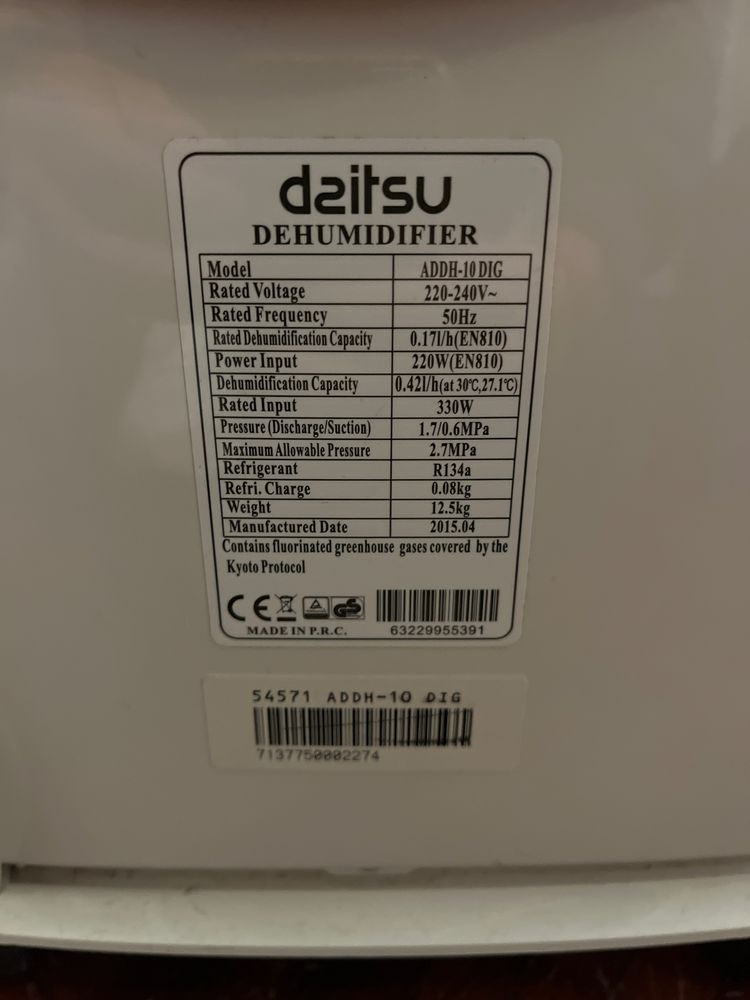 daitsu
DEHUMIDIFIER
Model ADDH-10 DIG
Rated Voltage 220-240V~
Rated Frequency 50Hz
Rated Dehumidification Capacity 0.17l/h(EN810)
Power Input 220W(EN810)
Dehumidification Capacity 0.42l/h(at 30℃,27.1℃)
Rated Input 330W
Pressure (Discharge/Suction) 1.7/0.6MPa
Maximum Allowable Pressure 2.7MPa
Refrigerant R134a
Refri. Charge 0.08kg
Weight 12.5kg
Manufactured Date 2015.04
Contains fluorinated greenhouse gases covered by the
Kyoto Protocol
CE GS
MADE IN P.R.C. 63229955391
54571 ADDH-10 DIG
7137750002274